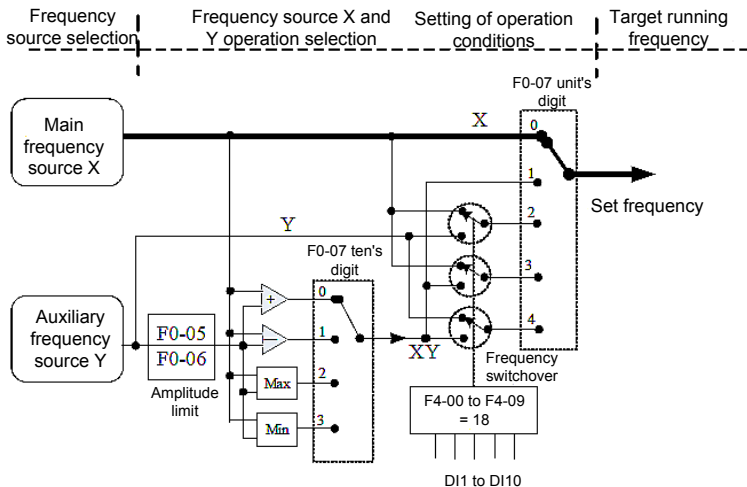 Frequency
source selection
Frequency source X and
Y operation selection
Setting of operation
conditions
Target running
frequency
F0-07 unit's
digit
Main
frequency
source X
X
0
1
2
3
4
Set frequency
Y
F0-07 ten's
digit
Auxiliary
frequency
source Y
F0-05
F0-06
Amplitude
limit
+
−
Max
Min
0
1
2
3
XY
Frequency
switchover
F4-00 to F4-09
= 18
DI1 to DI10